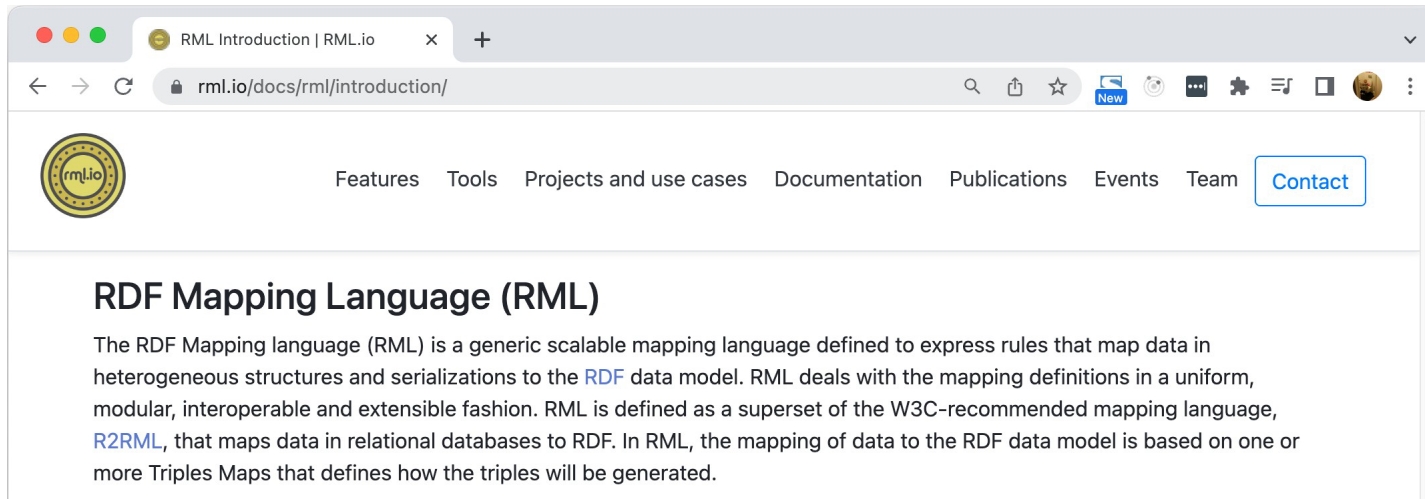 RML Introduction | RML.io
rml.io/docs/rml/introduction/
New
rml.io
Features Tools Projects and use cases Documentation Publications Events Team Contact
RDF Mapping Language (RML)
The RDF Mapping language (RML) is a generic scalable mapping language defined to express rules that map data in
heterogeneous structures and serializations to the RDF data model. RML deals with the mapping definitions in a uniform,
modular, interoperable and extensible fashion. RML is defined as a superset of the W3C-recommended mapping language,
R2RML, that maps data in relational databases to RDF. In RML, the mapping of data to the RDF data model is based on one or
more Triples Maps that defines how the triples will be generated.